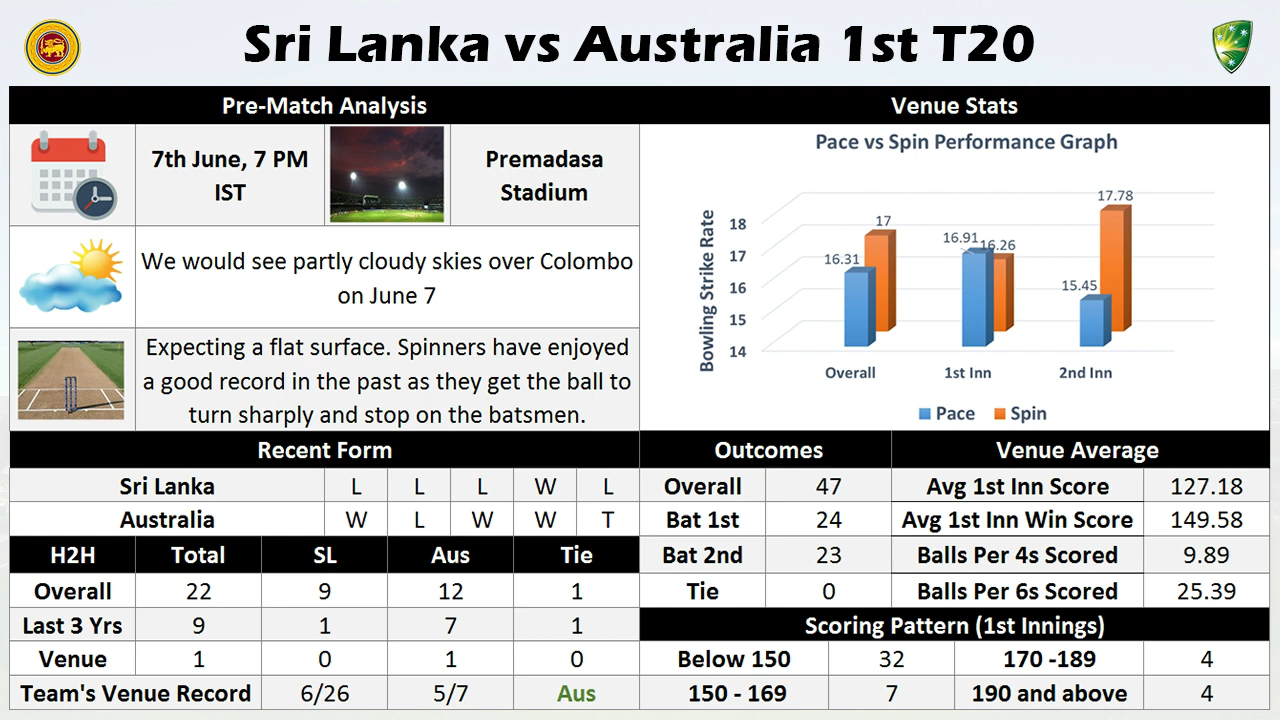 Sri Lanka vs Australia 1st T20
Pre-Match Analysis
7th June, 7 PM
IST
Premadasa
Stadium
We would see partly cloudy skies over Colombo
on June 7
Expecting a flat surface. Spinners have enjoyed
a good record in the past as they get the ball to
turn sharply and stop on the batsmen.
Venue Stats
Pace vs Spin Performance Graph
Bowling Strike Rate
18
17
16
15
14
16.31
17
16.91
16.26
15.45
17.78
Overall 1st Inn 2nd Inn
Pace Spin
Recent Form
Sri Lanka L L L W L
Australia W L W W T
H2H Total SL Aus Tie
Overall 22 9 12 1
Last 3 Yrs 9 1 7 1
Venue 1 0 1 0
Team's Venue Record 6/26 5/7 Aus
Outcomes
Overall 47
Bat 1st 24
Bat 2nd 23
Tie 0
Venue Average
Avg 1st Inn Score 127.18
Avg 1st Inn Win Score 149.58
Balls Per 4s Scored 9.89
Balls Per 6s Scored 25.39
Scoring Pattern (1st Innings)
Below 150 32 170 -189 4
150 - 169 7 190 and above 4